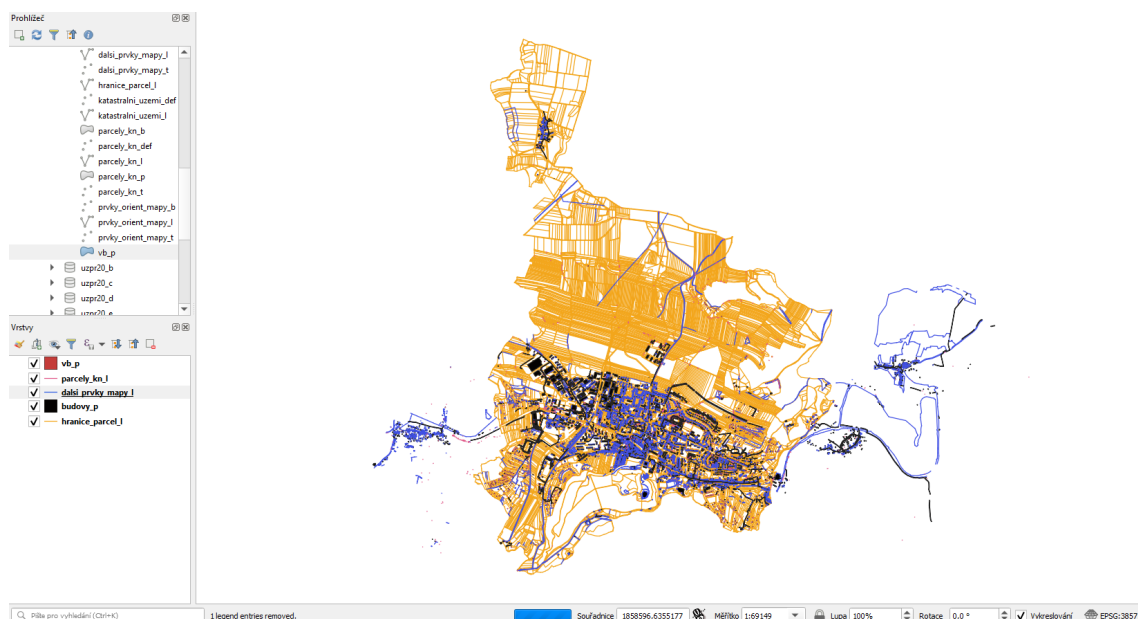 Prohlížeč
dalsi_prvky_mapy_l
dalsi_prvky_mapy_t
hranice_parcel_l
katastralni_uzemi_def
katastralni_uzemi_l
parcely_kn_b
parcely_kn_def
parcely_kn_l
parcely_kn_p
parcely_kn_t
prvky_orient_mapy_b
prvky_orient_mapy_l
prvky_orient_mapy_t
vb_p
uzpr20_b
uzpr20_c
uzpr20_d
uzpr20_e
Vrstvy
vb_p
parcely_kn_l
dalsi_prvky_mapy_l
budovy_p
hranice_parcel_l
Pište pro vyhledání (Ctrl+K) 1 legend entries removed. Souřadnice 1858596,6355177 Měřítko 1:69149 Lupa 100% Rotace 0,0 ° Vykreslování EPSG:3857